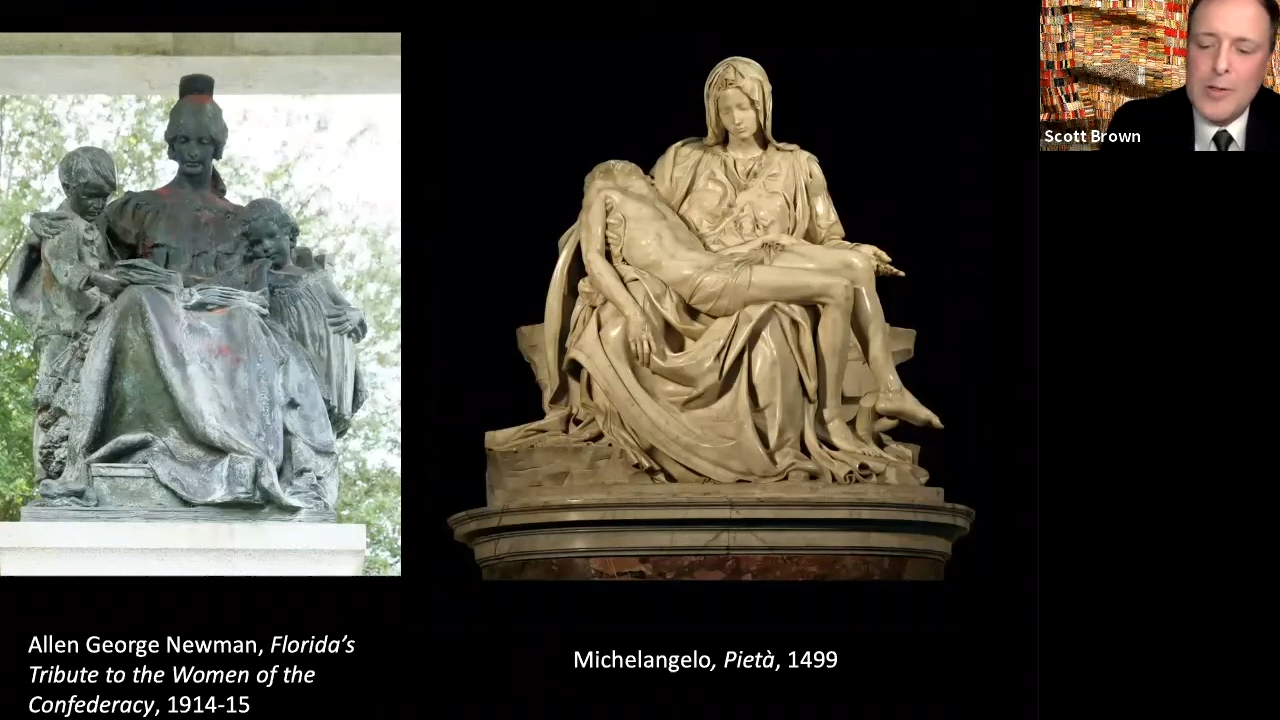 Scott Brown
Allen George Newman, Florida's
Tribute to the Women of the
Confederacy, 1914-15
Michelangelo, Pietà, 1499